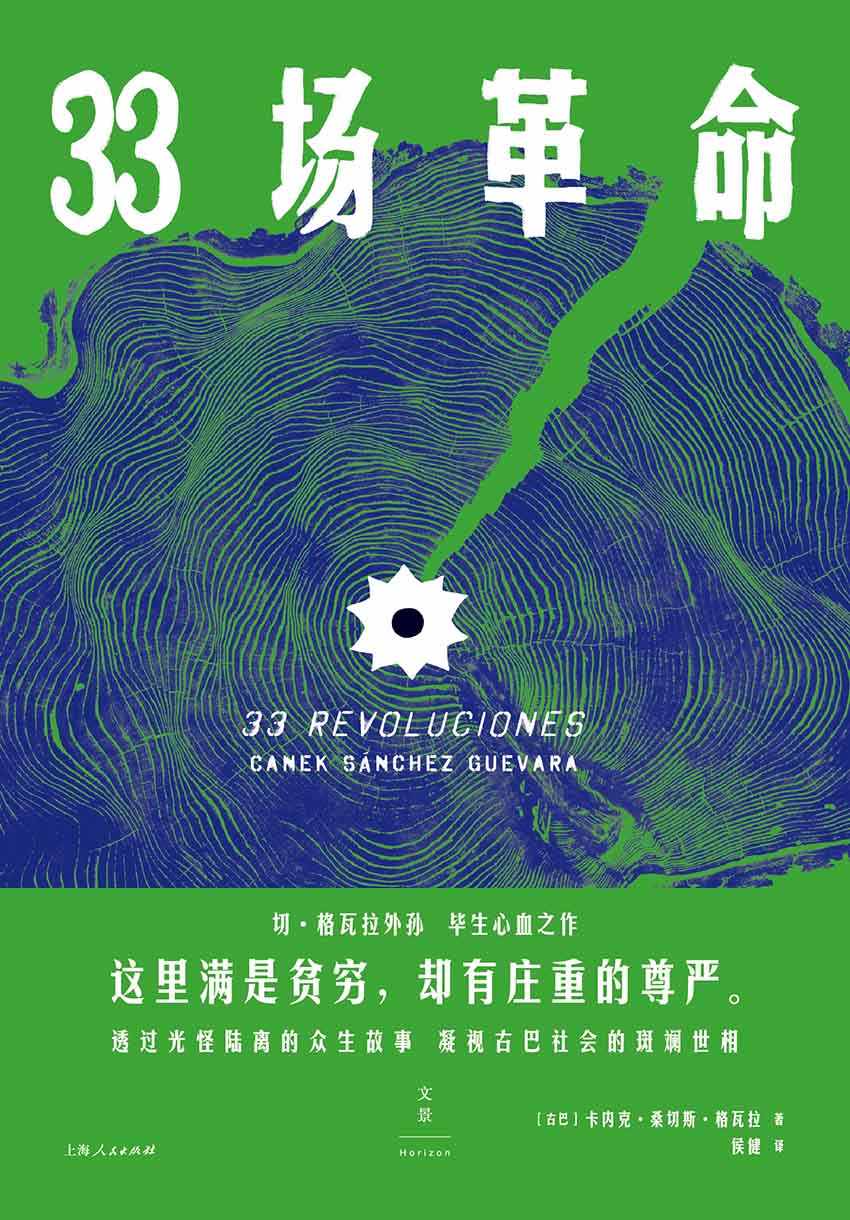 33场革命
33 REVOLUCIONES
CANEK SÁNCHEZ GUEVARA
切·格瓦拉外孙 毕生心血之作
这里满是贫穷，却有庄重的尊严。
透过光怪陆离的众生故事 凝视古巴社会的斑斓世相
文
景
Horizon
[古巴] 卡内克·桑切斯·格瓦拉 著
侯健 译
上海人民出版社